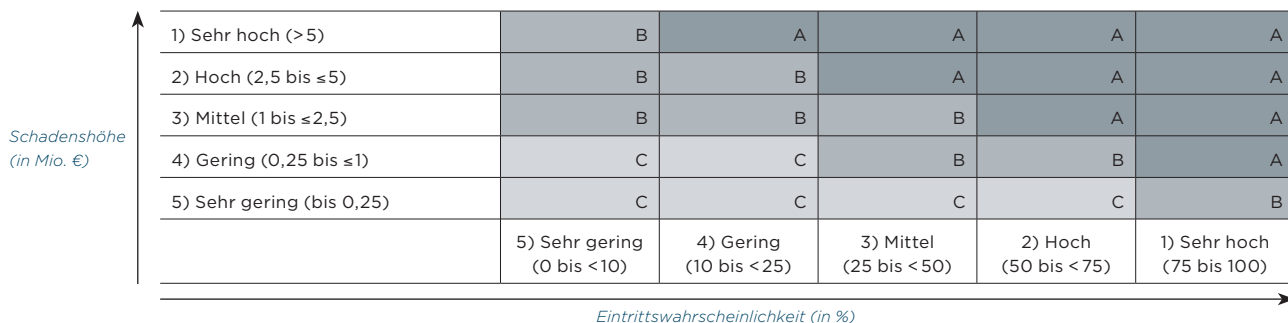 Schadenshöhe
(in Mio. €)
1) Sehr hoch (>5) B A A A A
2) Hoch (2,5 bis ≤5) B B A A A
3) Mittel (1 bis ≤2,5) B B B A A
4) Gering (0,25 bis ≤1) C C B B A
5) Sehr gering (bis 0,25) C C C C B
5) Sehr gering 4) Gering 3) Mittel 2) Hoch 1) Sehr hoch
(0 bis <10) (10 bis <25) (25 bis <50) (50 bis <75) (75 bis 100)
Eintrittswahrscheinlichkeit (in %)